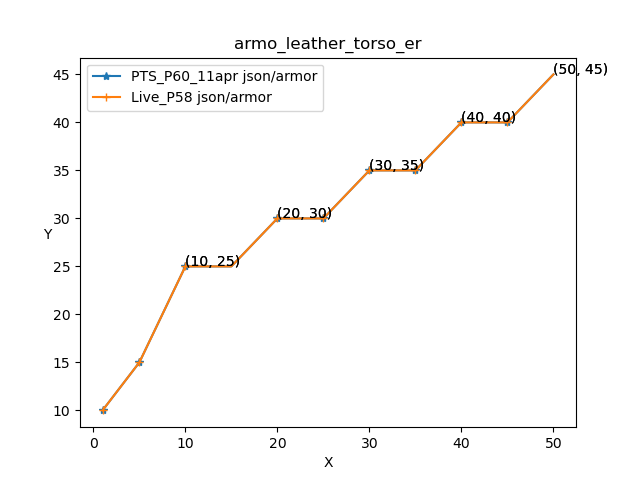 armo_leather_torso_er
PTS_P60_11apr json/armor
Live_P58 json/armor
(50, 45)
(40, 40)
(30, 35)
(20, 30)
(10, 25)
45
40
35
30
25
20
15
10
Y
0 10 20 30 40 50
X